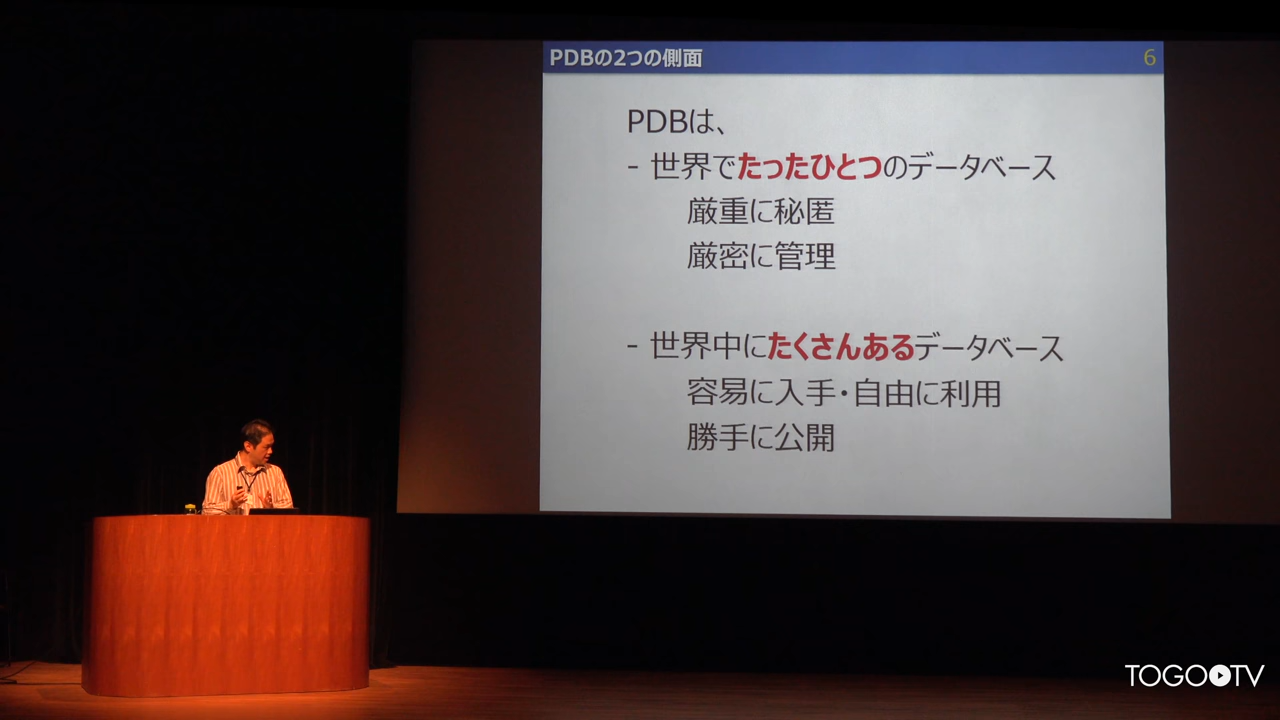 PDBの2つの側面
6
PDBは、
- 世界でたったひとつのデータベース
厳重に秘匿
厳密に管理
- 世界中にたくさんあるデータベース
容易に入手・自由に利用
勝手に公開
TOGOTV